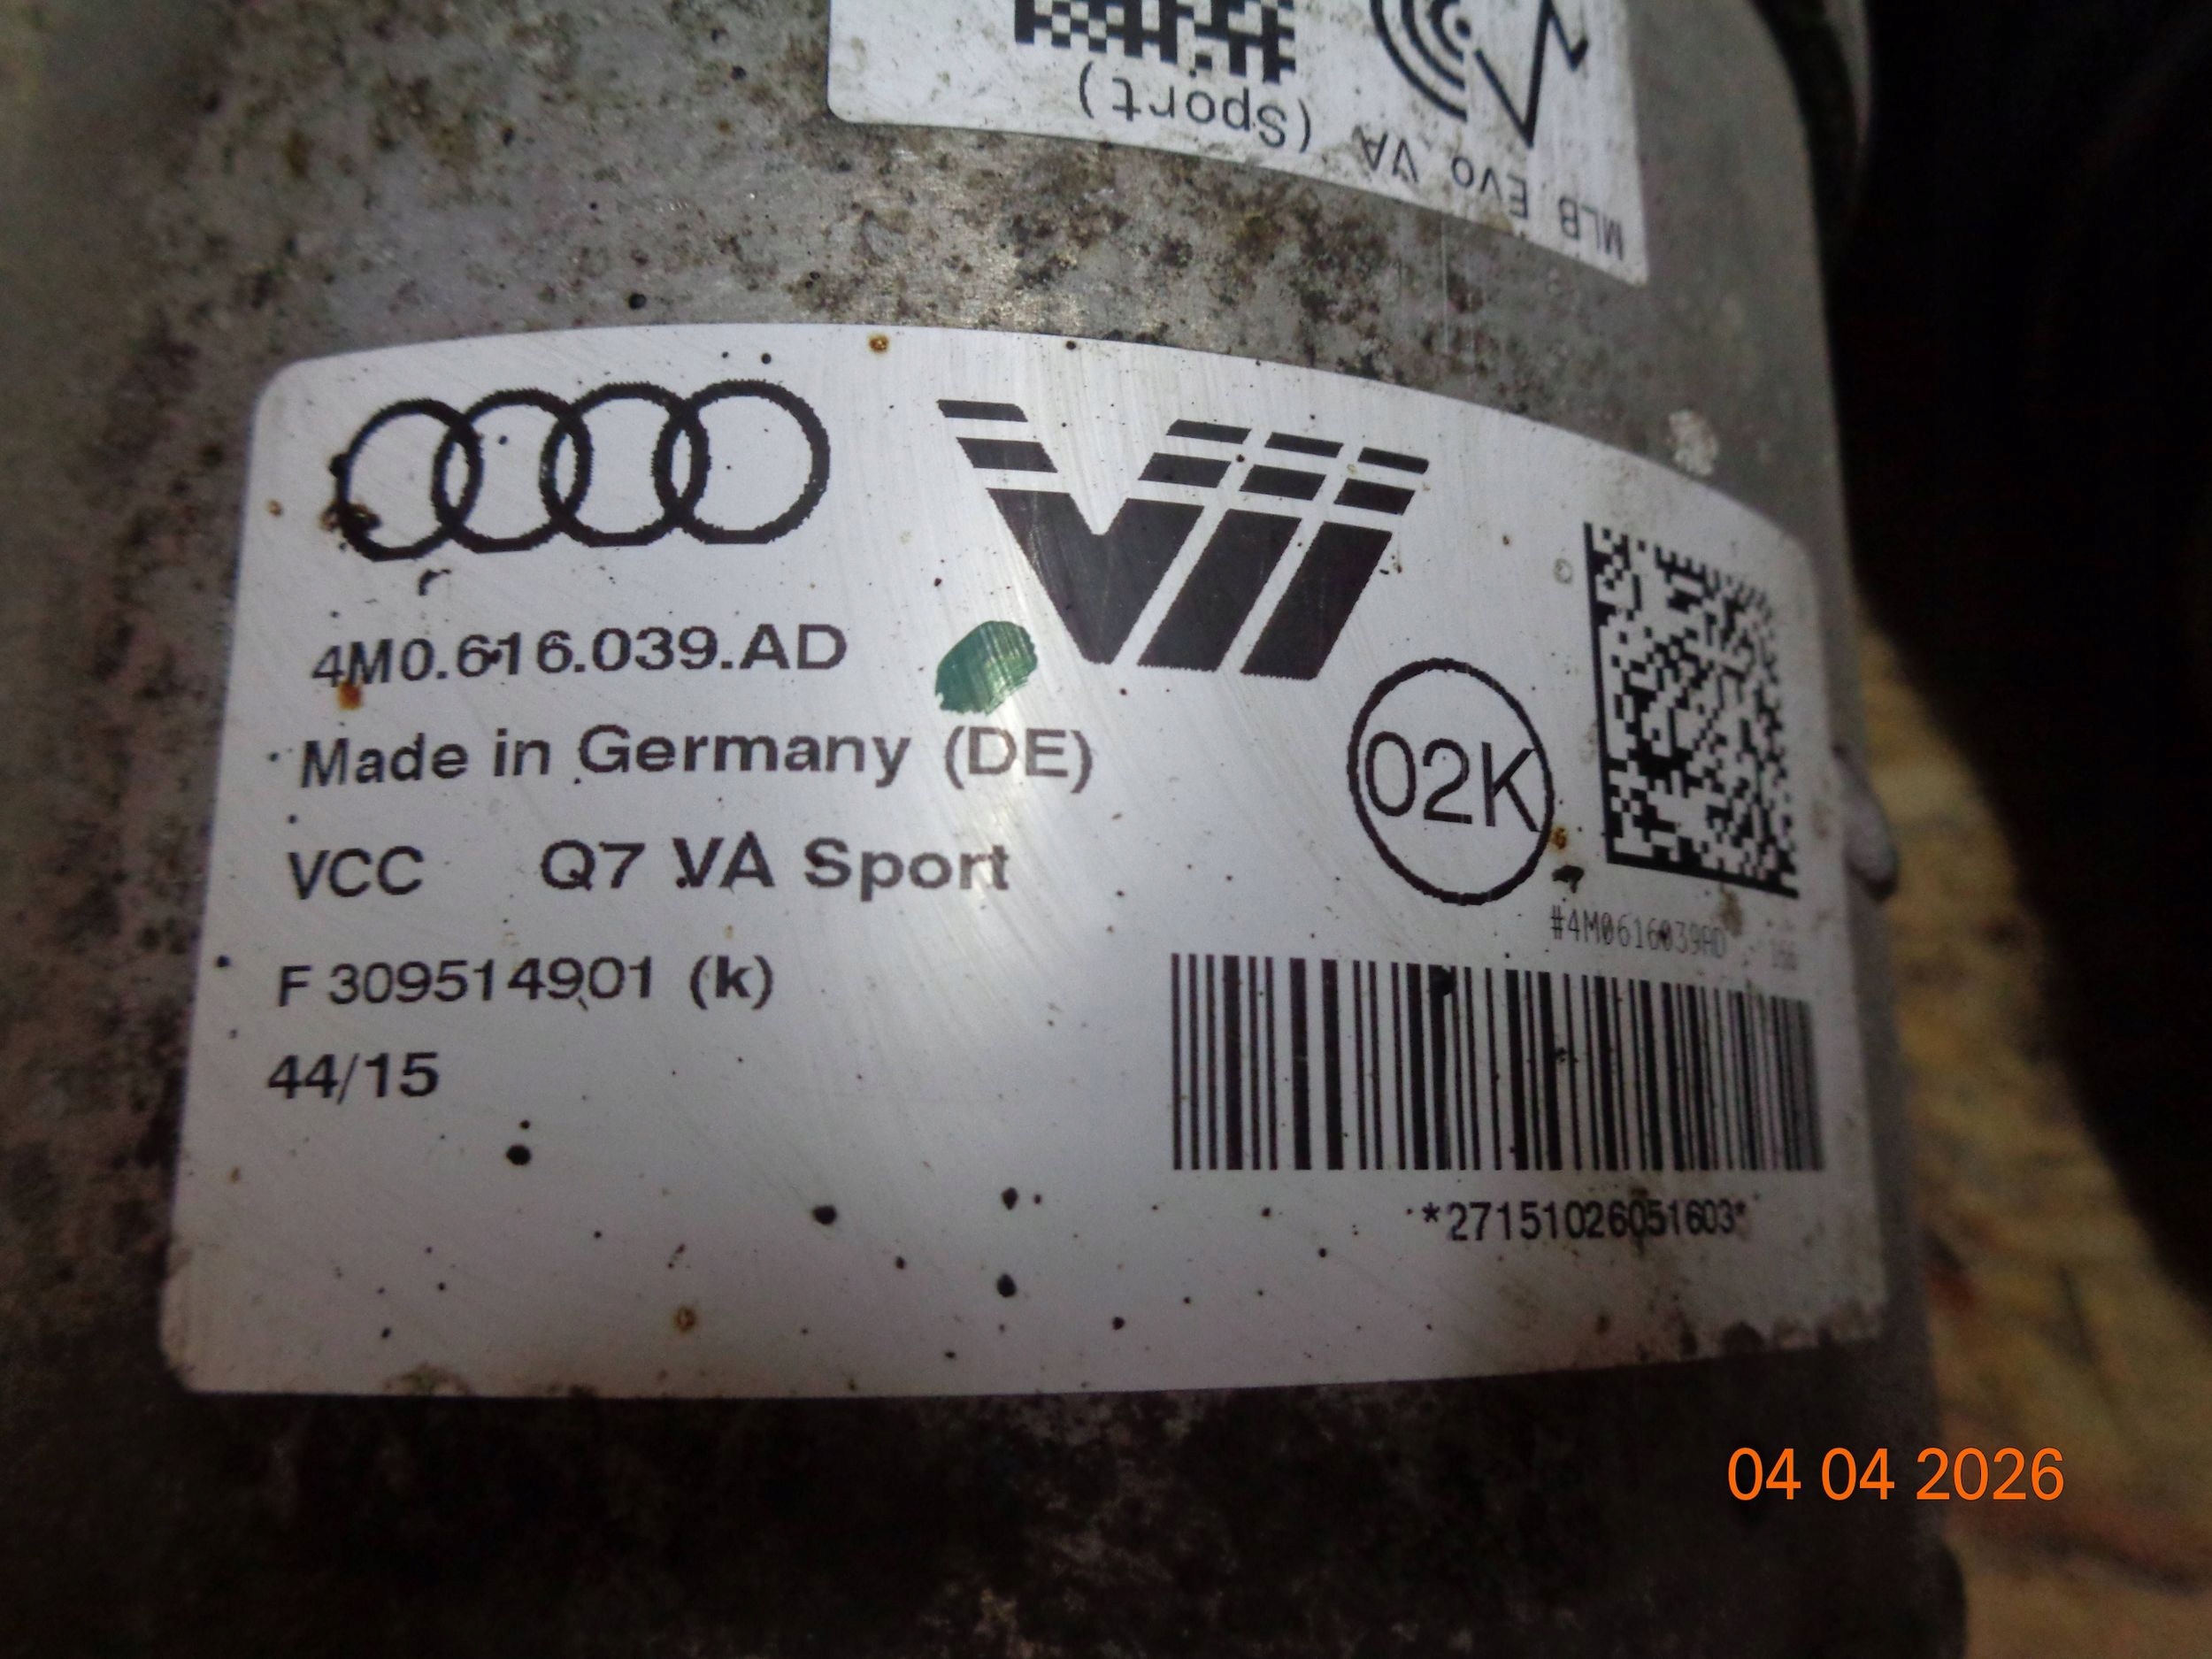 (Sport)
MLB Evo VA
4M0.616.039.AD
Made in Germany (DE)
VCC Q7 VA Sport
F 309514901 (k)
44/15
02K
#4M0616039AD 166
*27151026051603*
04 04 2026